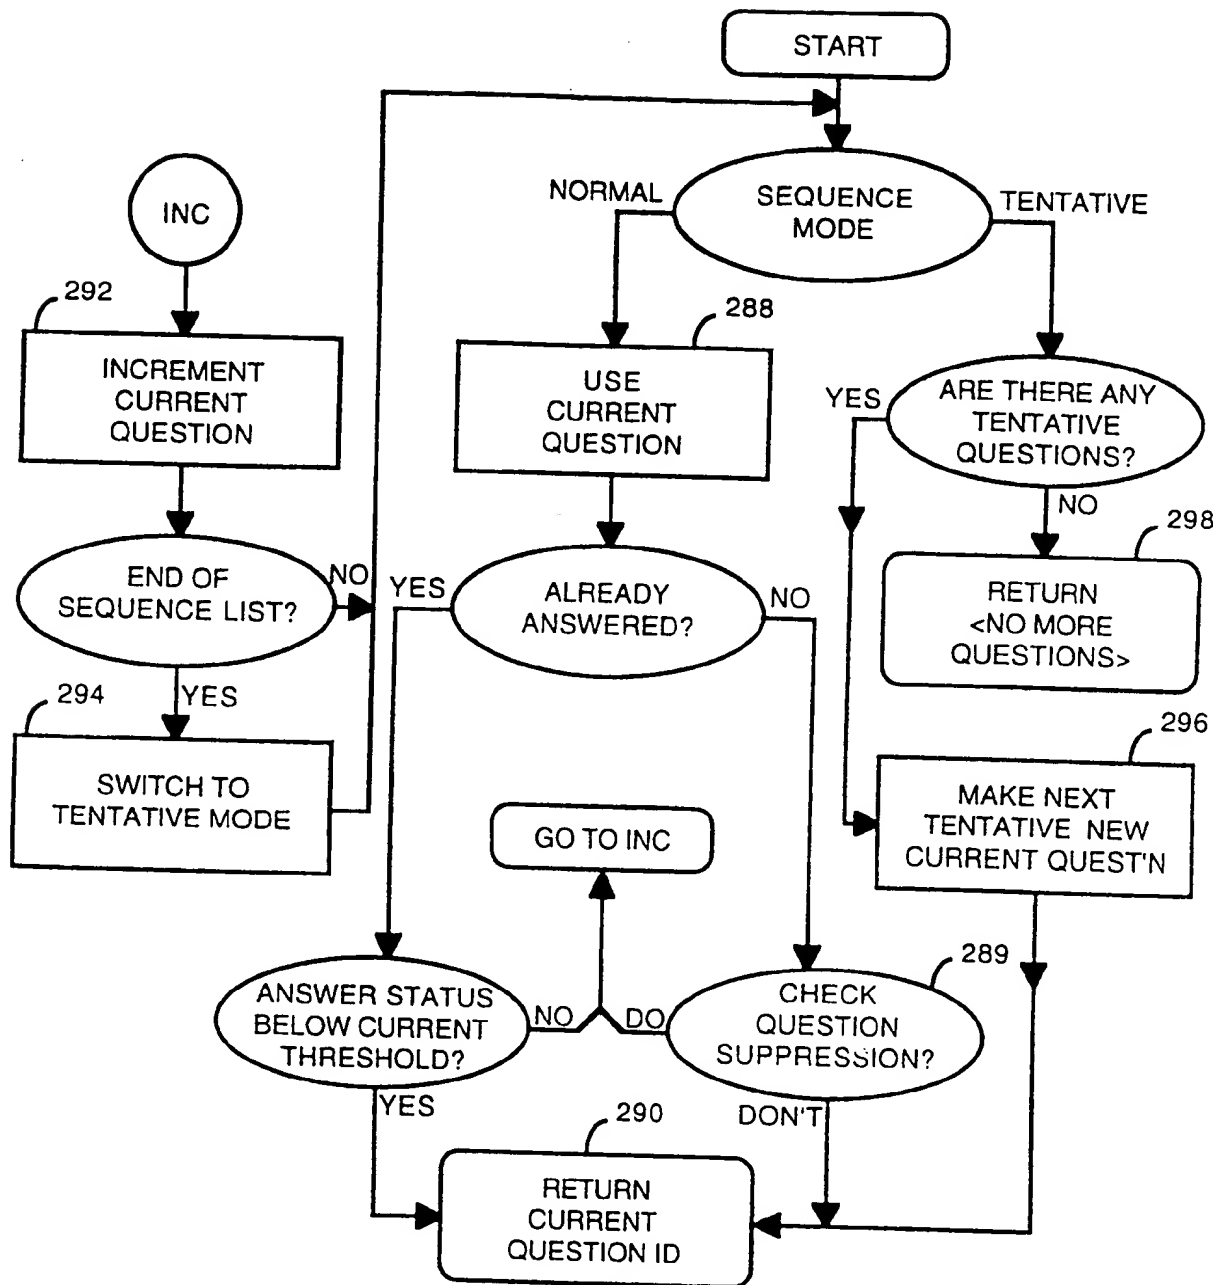 START
INC
NORMAL
SEQUENCE
MODE
TENTATIVE
292
INCREMENT
CURRENT
QUESTION
288
USE
CURRENT
QUESTION
YES
ARE THERE ANY
TENTATIVE
QUESTIONS?
NO
298
RETURN
<NO MORE
QUESTIONS>
END OF
SEQUENCE LIST?
NO
YES
YES
ALREADY
ANSWERED?
NO
294
SWITCH TO
TENTATIVE MODE
296
MAKE NEXT
TENTATIVE NEW
CURRENT QUEST'N
GO TO INC
ANSWER STATUS
BELOW CURRENT
THRESHOLD?
NO
DO
289
CHECK
QUESTION
SUPPRESSION?
YES
DON'T
290
RETURN
CURRENT
QUESTION ID